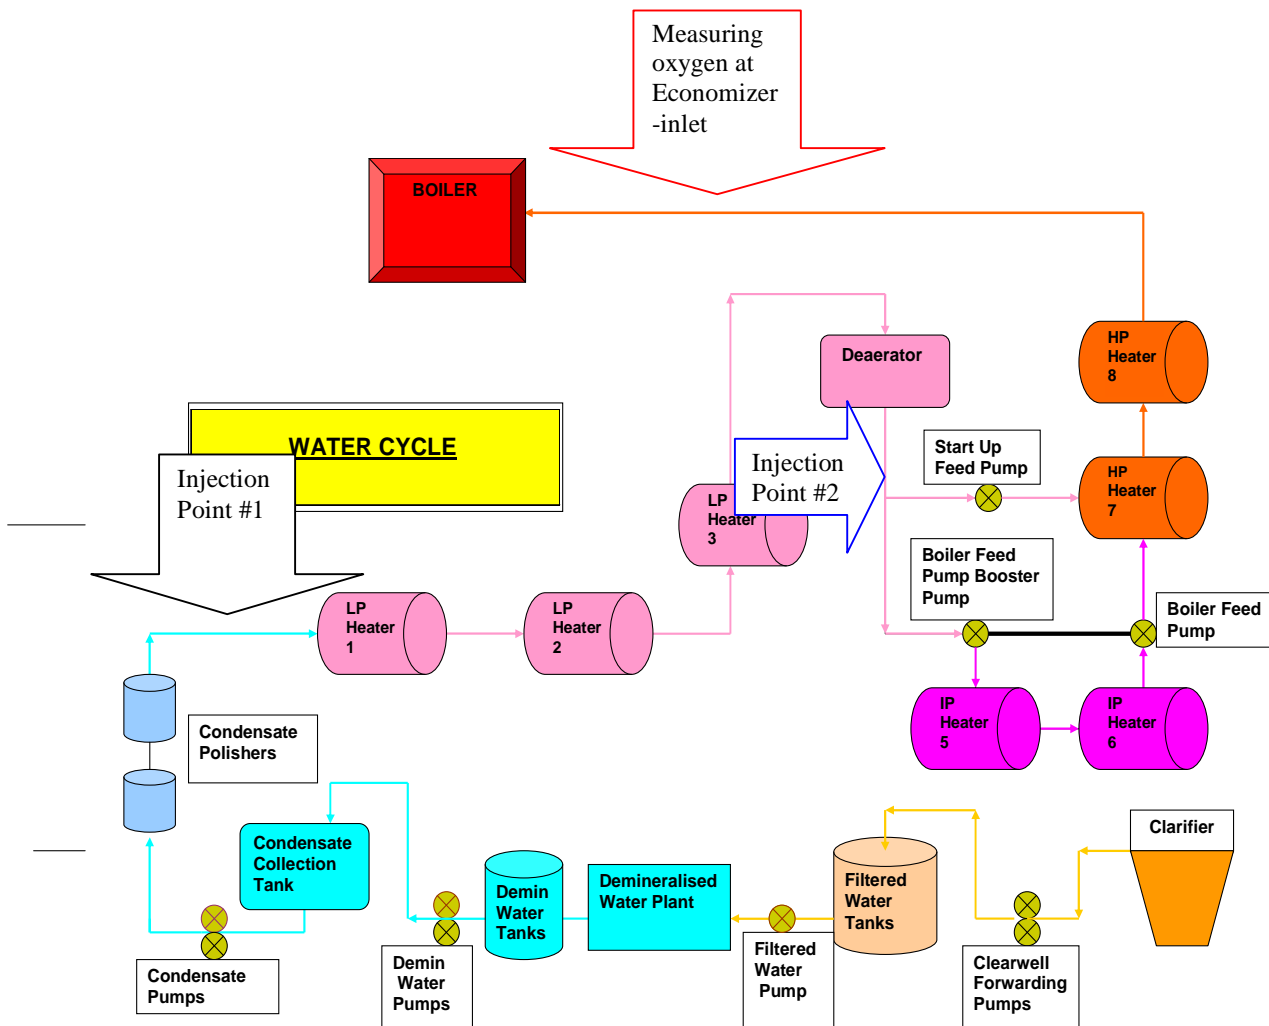 Measuring
oxygen at
Economizer
-inlet
BOILER
HP
Heater
8
Deaerator
WATER CYCLE
Injection
Point #1
Injection
Point #2
LP
Heater
3
Start Up
Feed Pump
HP
Heater
7
Boiler Feed
Pump Booster
Pump
Boiler Feed
Pump
LP
Heater
1
LP
Heater
2
IP
Heater
5
IP
Heater
6
Condensate
Polishers
Condensate
Collection
Tank
Demin
Water
Tanks
Demineralised
Water Plant
Filtered
Water
Tanks
Clarifier
Condensate
Pumps
Demin
Water
Pumps
Filtered
Water
Pump
Clearwell
Forwarding
Pumps